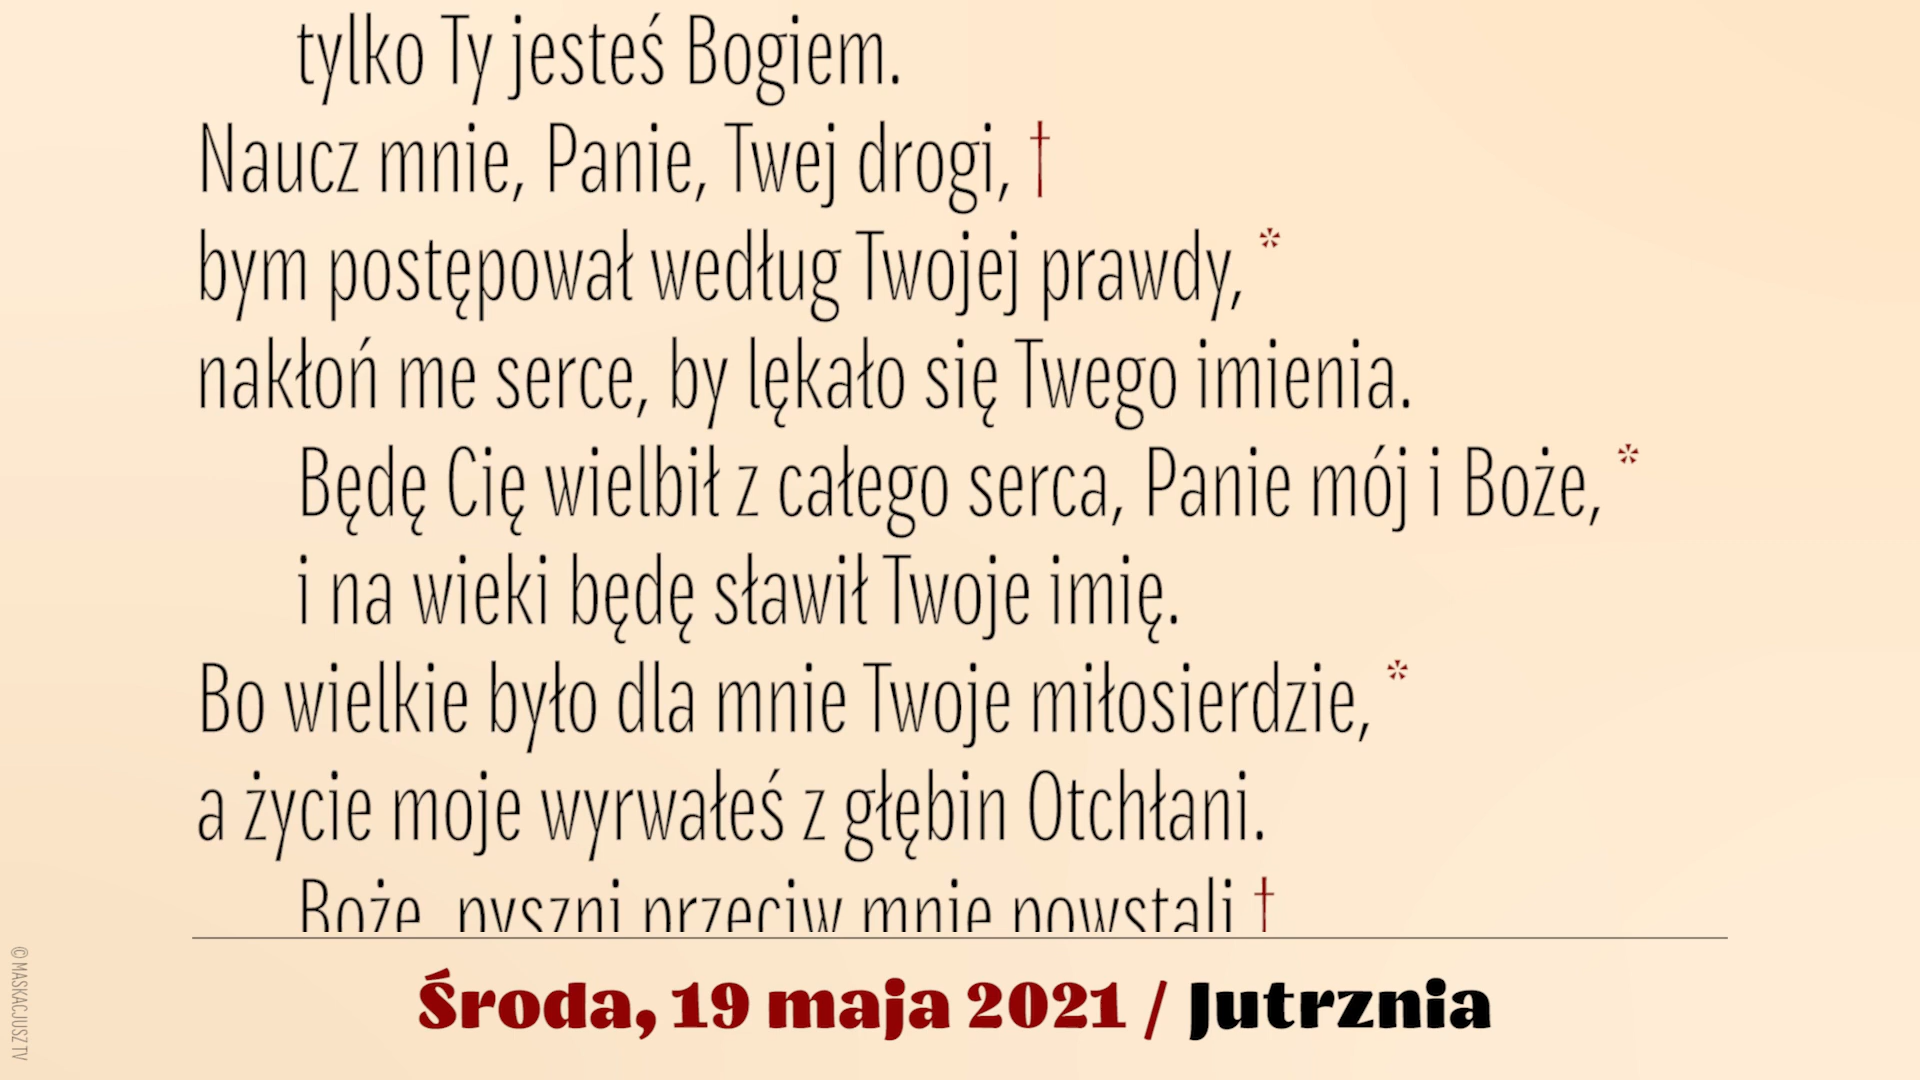 tylko Ty jesteś Bogiem.
Naucz mnie, Panie, Twej drogi, †
bym postępował według Twojej prawdy, *
nakłoń me serce, by lękało się Twego imienia.
Będę Cię wielbił z całego serca, Panie mój i Boże, *
i na wieki będę sławił Twoje imię.
Bo wielkie było dla mnie Twoje miłosierdzie, *
a życie moje wyrwałeś z głębin Otchłani.
Boże, pyszni przeciw mnie powstali †
Środa, 19 maja 2021 / Jutrznia
© MASKACJUSZ TV